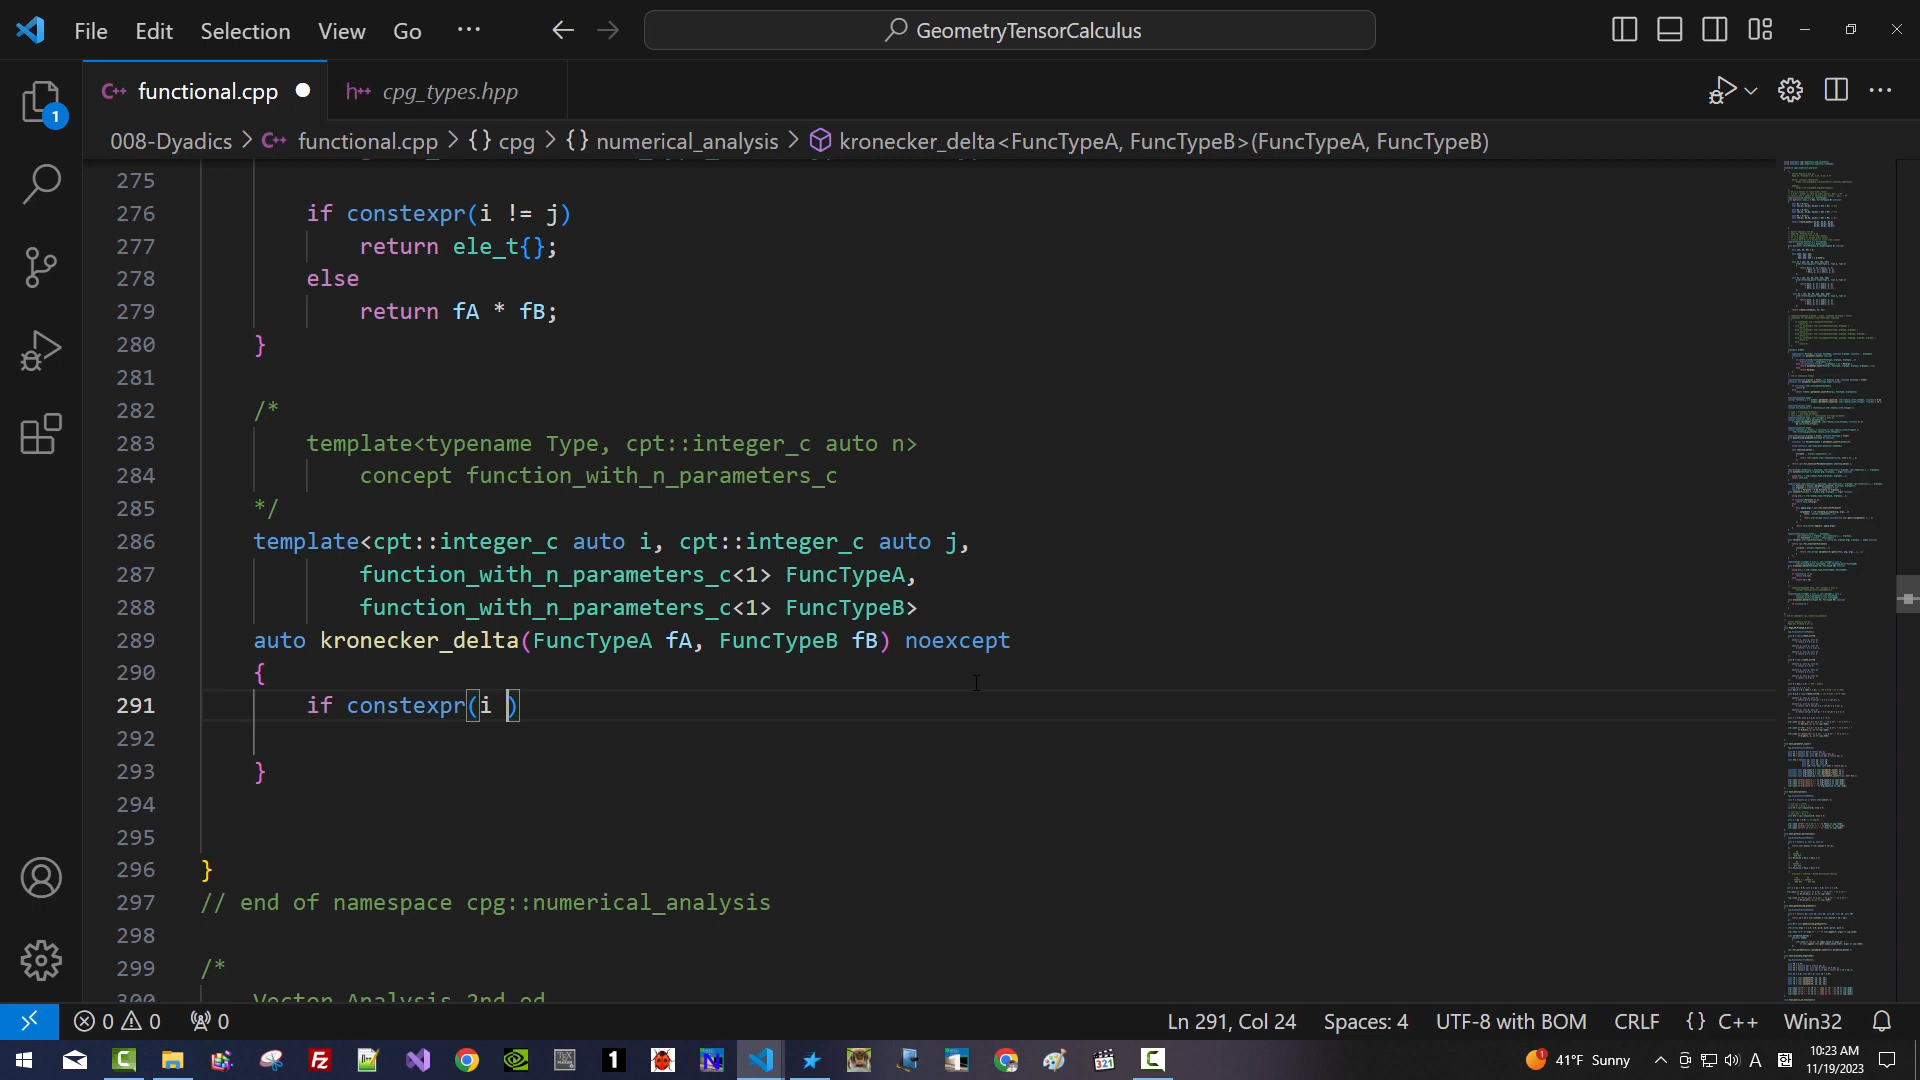 File Edit Selection View Go ···
GeometryTensorCalculus
functional.cpp
cpg_types.hpp
008-Dyadics > functional.cpp > {} cpg > {} numerical_analysis > kronecker_delta<FuncTypeA, FuncTypeB>(FuncTypeA, FuncTypeB)
275
276 if constexpr(i != j)
277 return ele_t{};
278 else
279 return fA * fB;
280 }
281
282 /*
283 template<typename Type, cpt::integer_c auto n>
284 concept function_with_n_parameters_c
285 */
286 template<cpt::integer_c auto i, cpt::integer_c auto j,
287 function_with_n_parameters_c<1> FuncTypeA,
288 function_with_n_parameters_c<1> FuncTypeB>
289 auto kronecker_delta(FuncTypeA fA, FuncTypeB fB) noexcept
290 {
291 if constexpr(i )
292
293 }
294
295
296 }
297 // end of namespace cpg::numerical_analysis
298
299 /*
300 Vector Analysis 2nd ed
0 0 0
Ln 291, Col 24 Spaces: 4 UTF-8 with BOM CRLF {} C++ Win32
41°F Sunny
10:23 AM
11/19/2023